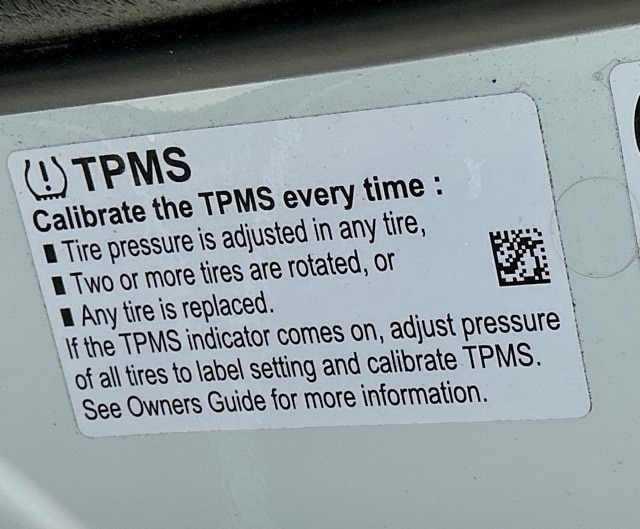 TPMS
Calibrate the TPMS every time :
▪ Tire pressure is adjusted in any tire,
▪ Two or more tires are rotated, or
▪ Any tire is replaced.
If the TPMS indicator comes on, adjust pressure
of all tires to label setting and calibrate TPMS.
See Owners Guide for more information.